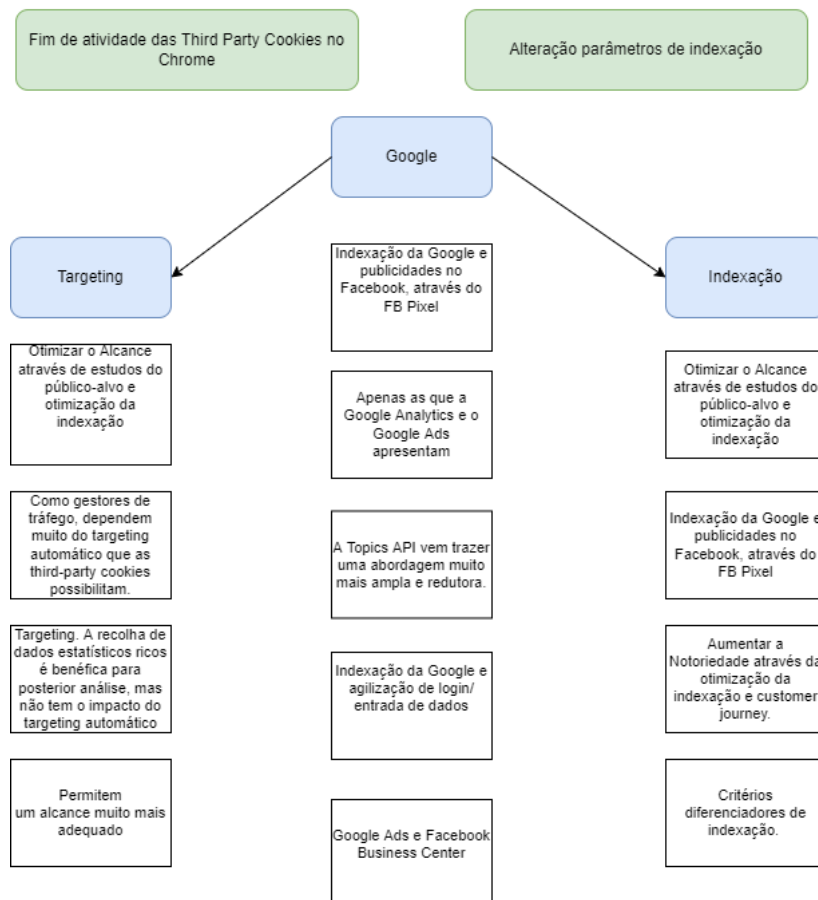 Fim de atividade das Third Party Cookies no
Chrome
Alteração parâmetros de indexação
Google
Targeting
Indexação
Indexação da Google e
publicidades no
Facebook, através do
FB Pixel
Otimizar o Alcance
através de estudos do
público-alvo e
otimização da
indexação
Otimizar o Alcance
através de estudos do
público-alvo e
otimização da
indexação
Apenas as que a
Google Analytics e o
Google Ads
apresentam
Como gestores de
tráfego, dependem
muito do targeting
automático que as
third-party cookies
possibilitam.
A Topics API vem trazer
uma abordagem muito
mais ampla e redutora.
Indexação da Google e
publicidades no
Facebook, através do
FB Pixel
Targeting. A recolha de
dados estatísticos ricos
é benéfica para
posterior análise, mas
não tem o impacto do
targeting automático
Indexação da Google e
agilização de login/
entrada de dados
Aumentar a
Notoriedade através da
otimização da
indexação e customer
journey.
Permitem
um alcance muito mais
adequado
Google Ads e Facebook
Business Center
Critérios
diferenciadores de
indexação.